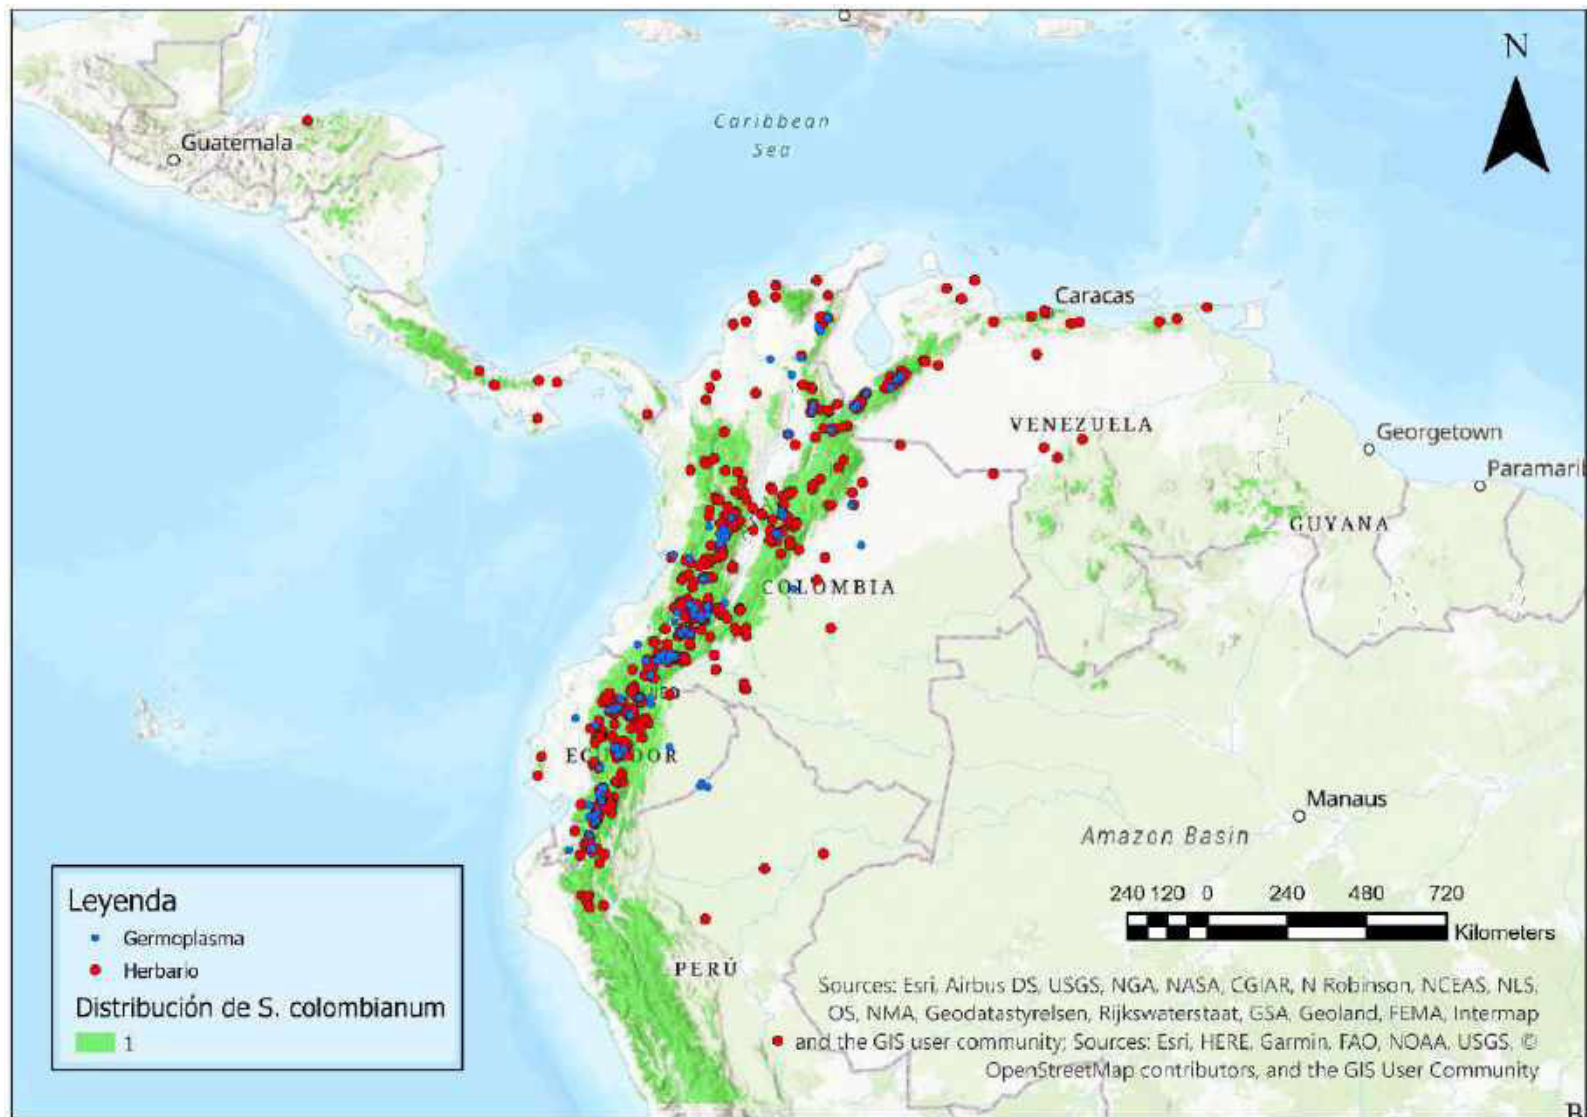 N
Caribbean
Sea
Guatemala
Caracas
VENEZUELA
Georgetown
GUYANA
COLOMBIA
ECUADOR
Manaus
Amazon Basin
PERÚ
Leyenda
Germoplasma
Herbario
Distribución de S. colombianum
1
240 120 0 240 480 720
Kilometers
Sources: Esri, Airbus DS, USGS, NGA, NASA, CGIAR, N Robinson, NCEAS, NLS,
OS, NMA, Geodatastyrelsen, Rijkswaterstaat, GSA, Geoland, FEMA, Intermap
and the GIS user community; Sources: Esri, HERE, Garmin, FAO, NOAA, USGS, ©
OpenStreetMap contributors, and the GIS User Community